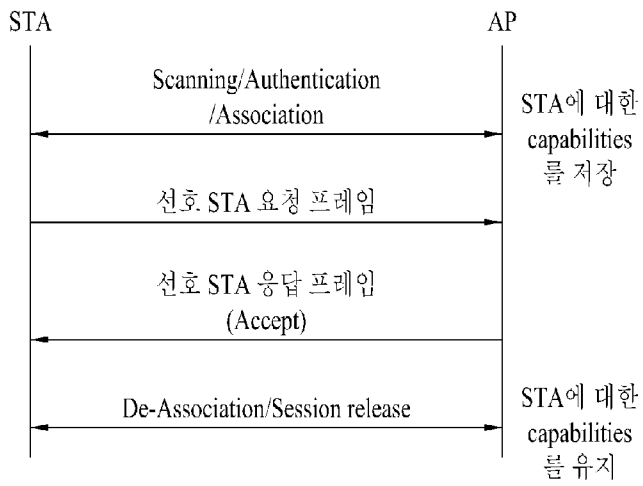 STA
AP
Scanning/Authentication
/Association
STA에 대한
capabilities
를 저장
선호 STA 요청 프레임
선호 STA 응답 프레임
(Accept)
De-Association/Session release
STA에 대한
capabilities
를 유지